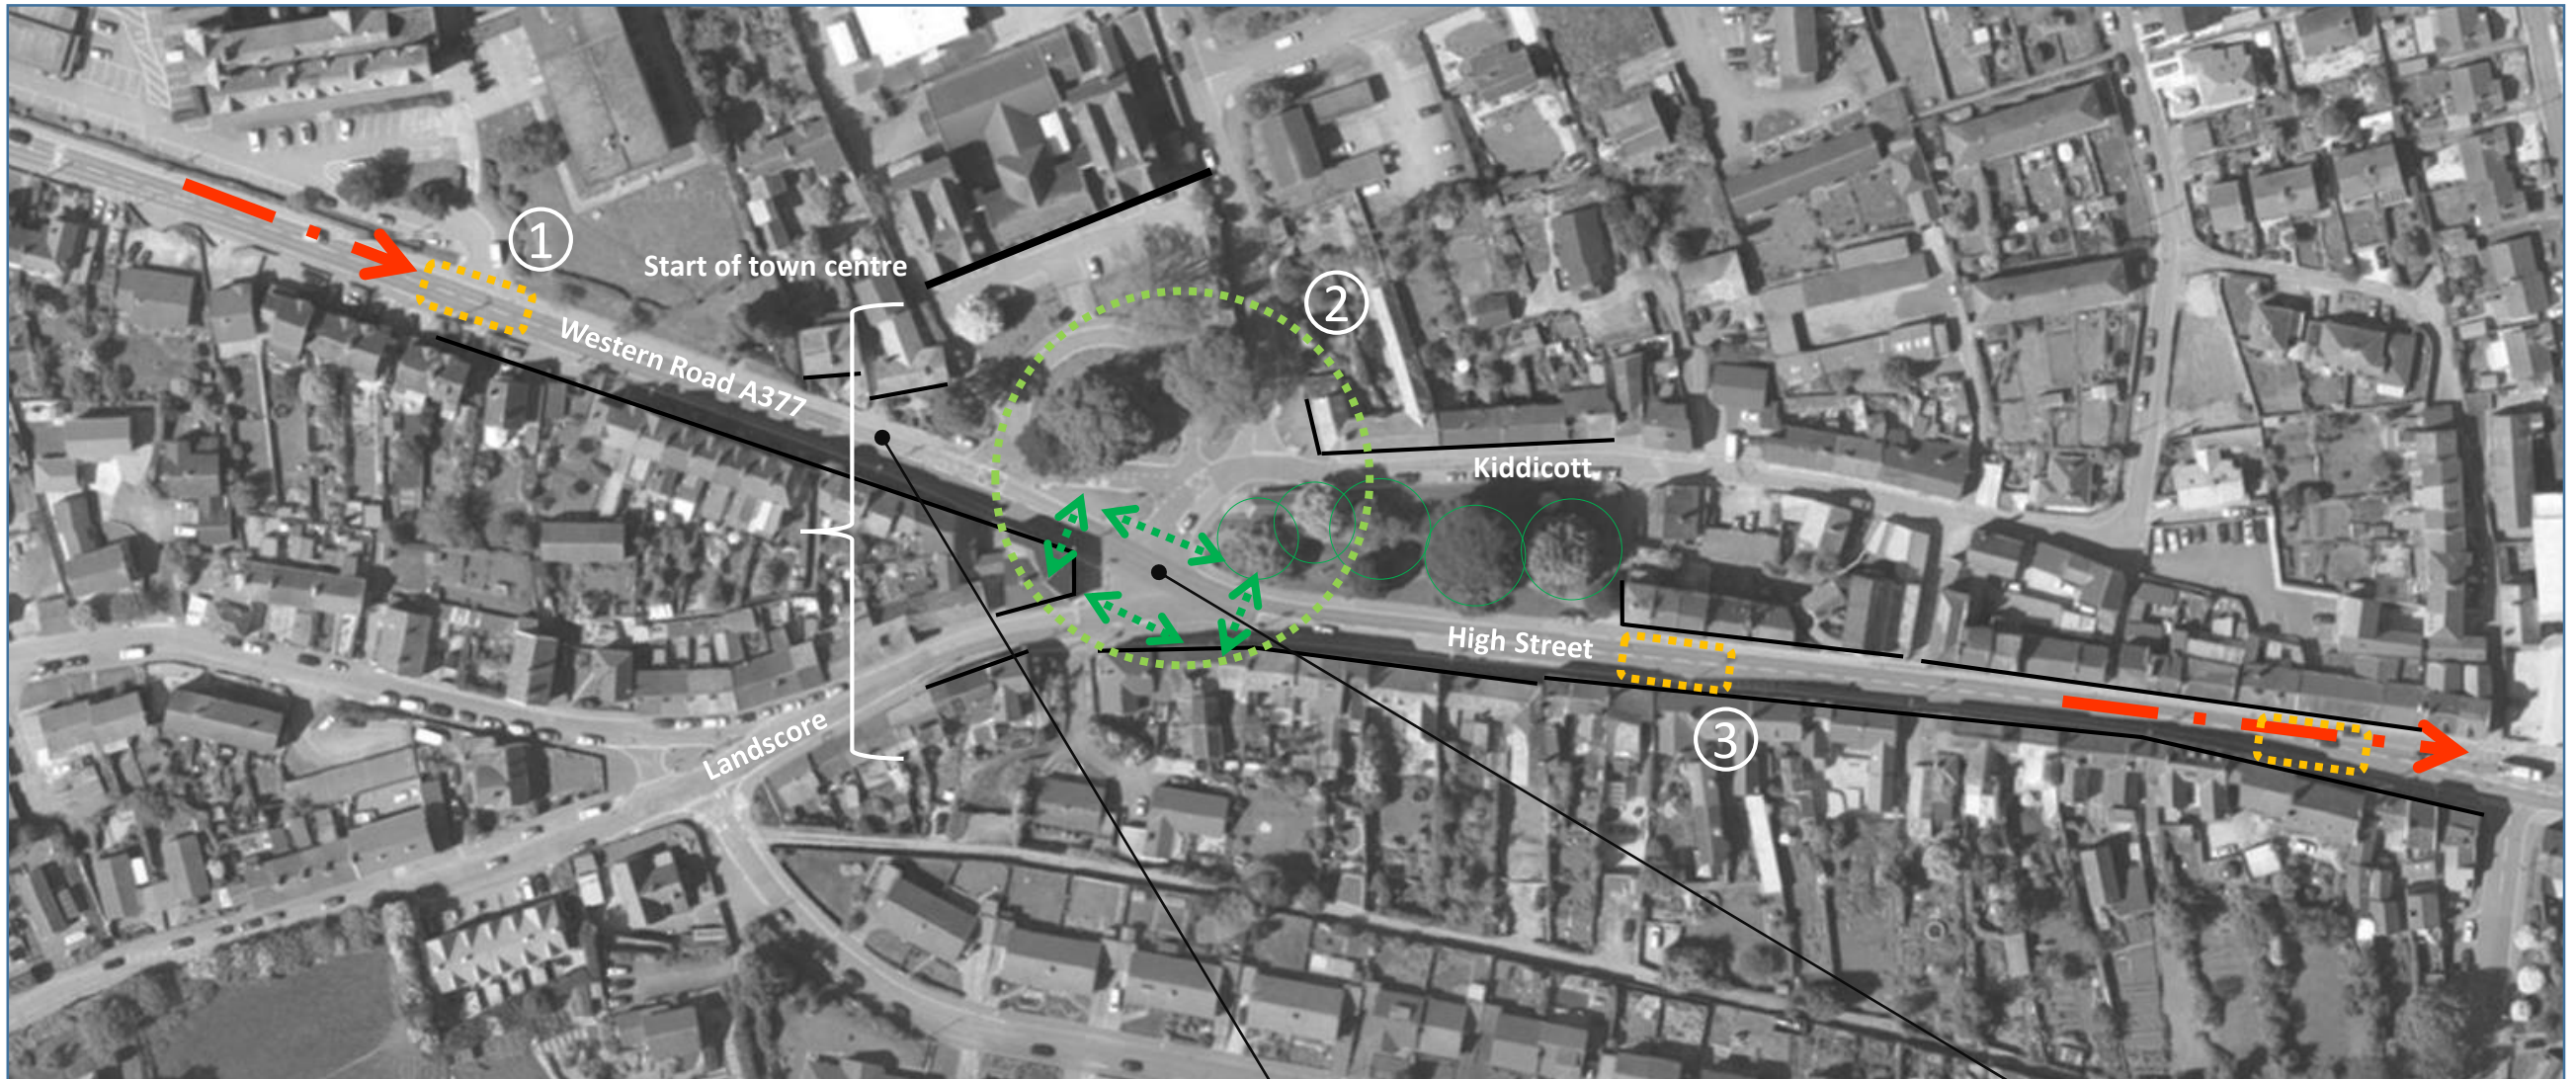 1
Start of town centre
2
Western Road A377
Kiddicott
High Street
Landscore
3